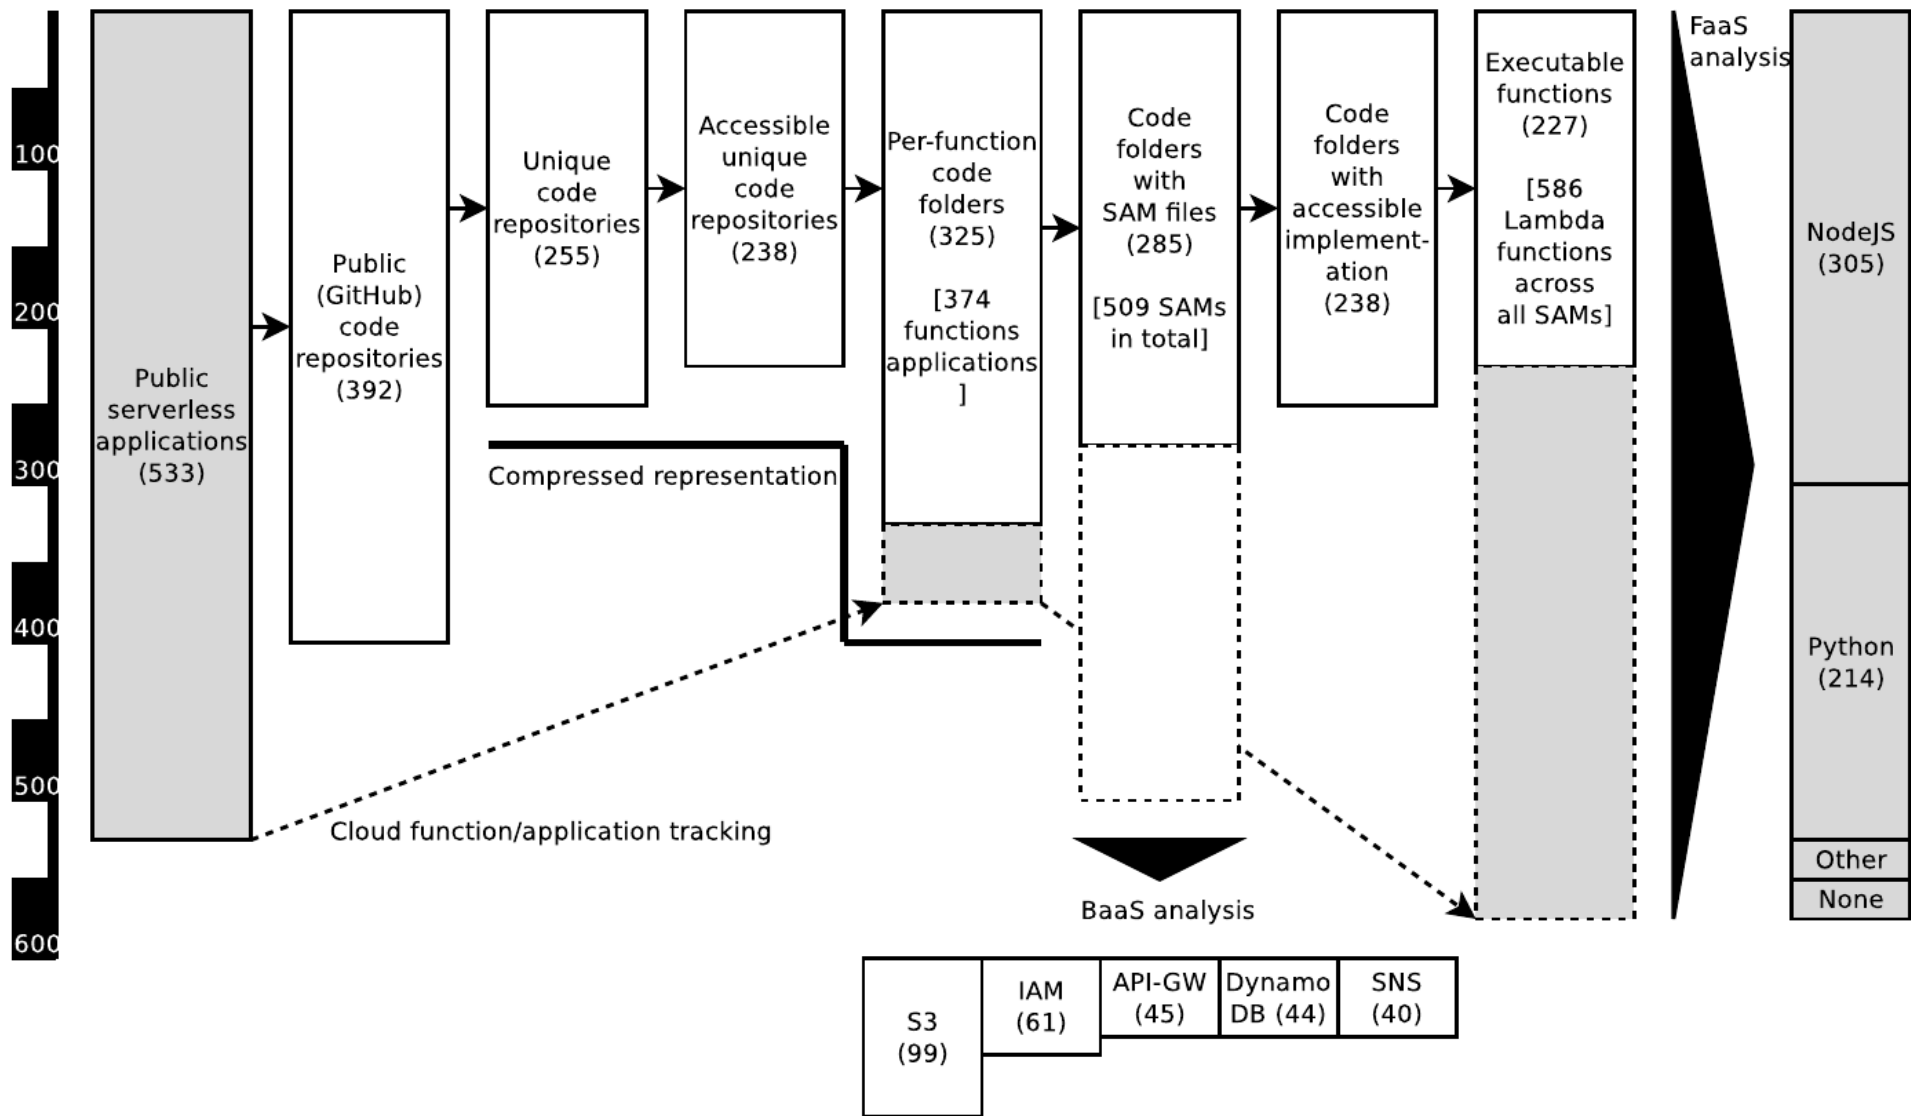 100
200
300
400
500
600
Public
serverless
applications
(533)
Public
(GitHub)
code
repositories
(392)
Unique
code
repositories
(255)
Accessible
unique
code
repositories
(238)
Per-function
code
folders
(325)
[374
functions
applications
]
Code
folders
with
SAM files
(285)
[509 SAMs
in total]
Code
folders
with
accessible
implement-
ation
(238)
Executable
functions
(227)
[586
Lambda
functions
across
all SAMs]
FaaS
analysis
NodeJS
(305)
Python
(214)
Other
None
Compressed representation
Cloud function/application tracking
BaaS analysis
S3
(99)
IAM
(61)
API-GW
(45)
Dynamo
DB (44)
SNS
(40)